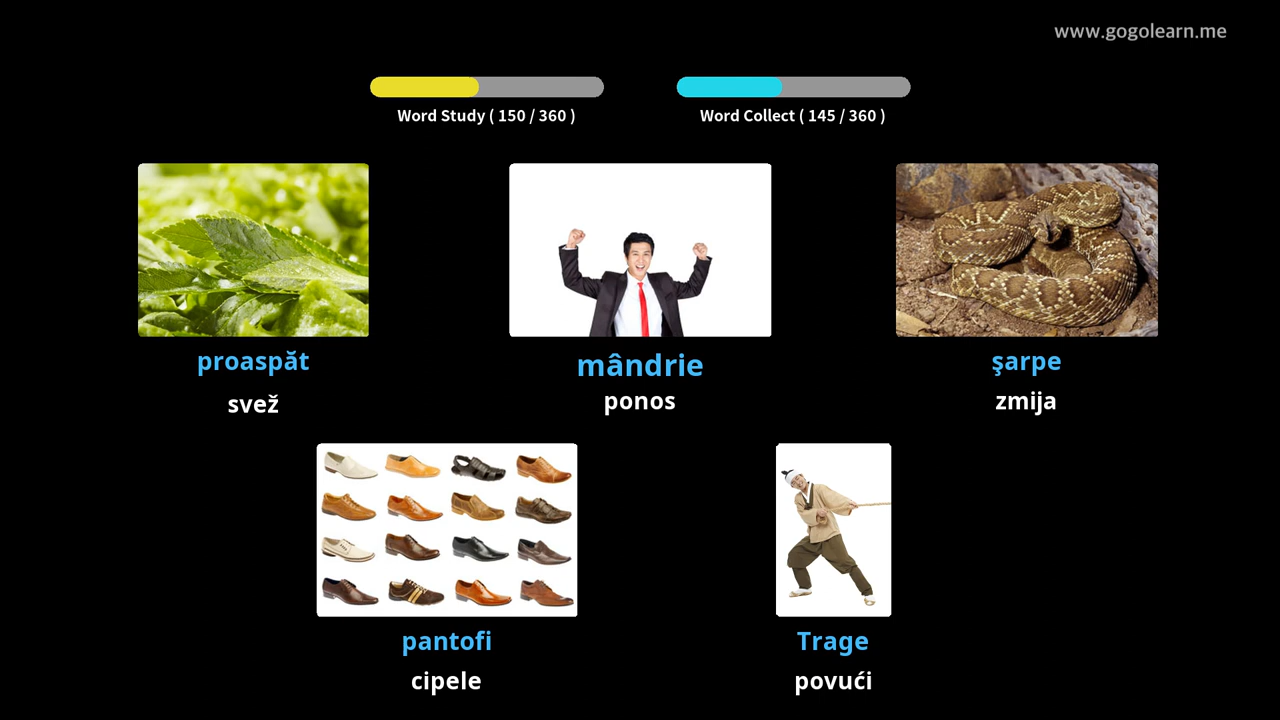 www.gogolearn.me
Word Study ( 150 / 360 )
Word Collect ( 145 / 360 )
proaspăt
mândrie
şarpe
svež
ponos
zmija
pantofi
Trage
cipele
povući